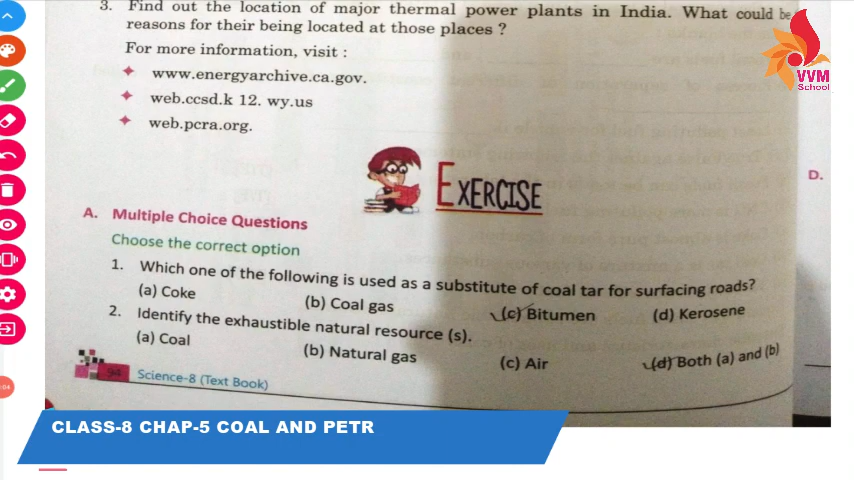 3. Find out the location of major thermal power plants in India. What could be
reasons for their being located at those places ?
For more information, visit :
www.energyarchive.ca.gov.
web.ccsd.k 12. wy.us
web.pcra.org.
VVM
School
D.
EXERCISE
A. Multiple Choice Questions
Choose the correct option
1. Which one of the following is used as a substitute of coal tar for surfacing roads?
(a) Coke (b) Coal gas (c) Bitumen (d) Kerosene
2. Identify the exhaustible natural resource (s).
(a) Coal (b) Natural gas (c) Air (d) Both (a) and (b)
94 Science-8 (Text Book)
:04
CLASS-8 CHAP-5 COAL AND PETR